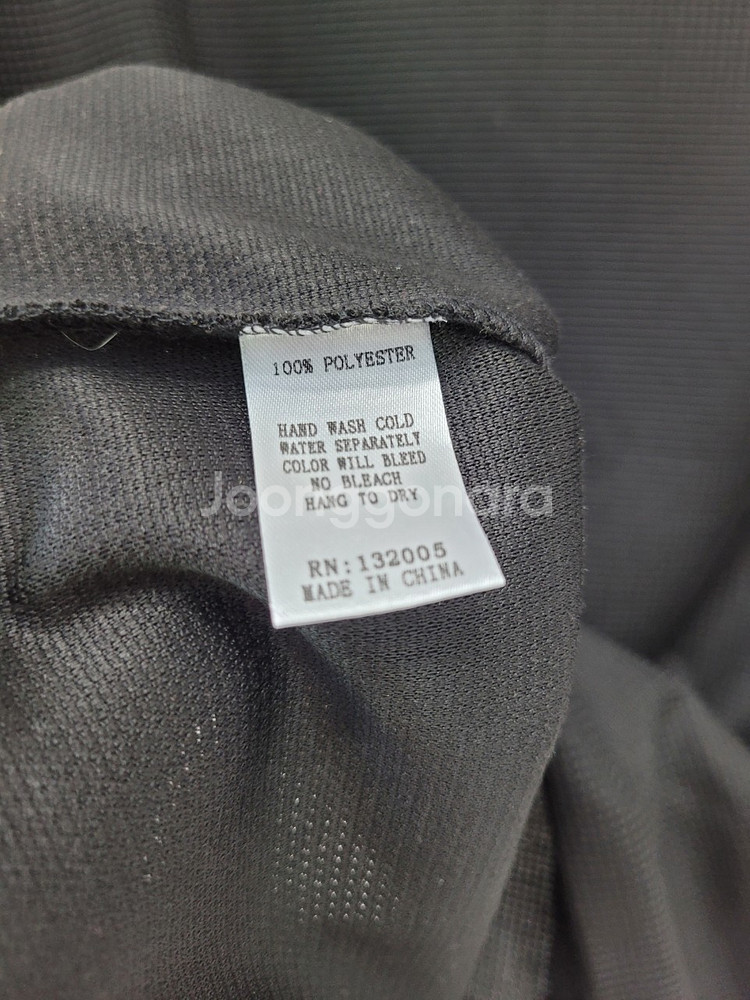 100% POLYESTER
HAND WASH COLD
WATER SEPARATELY
COLOR WILL BLEED
NO BLEACH
HANG TO DRY
Joonggonara
RN:132005
MADE IN CHINA